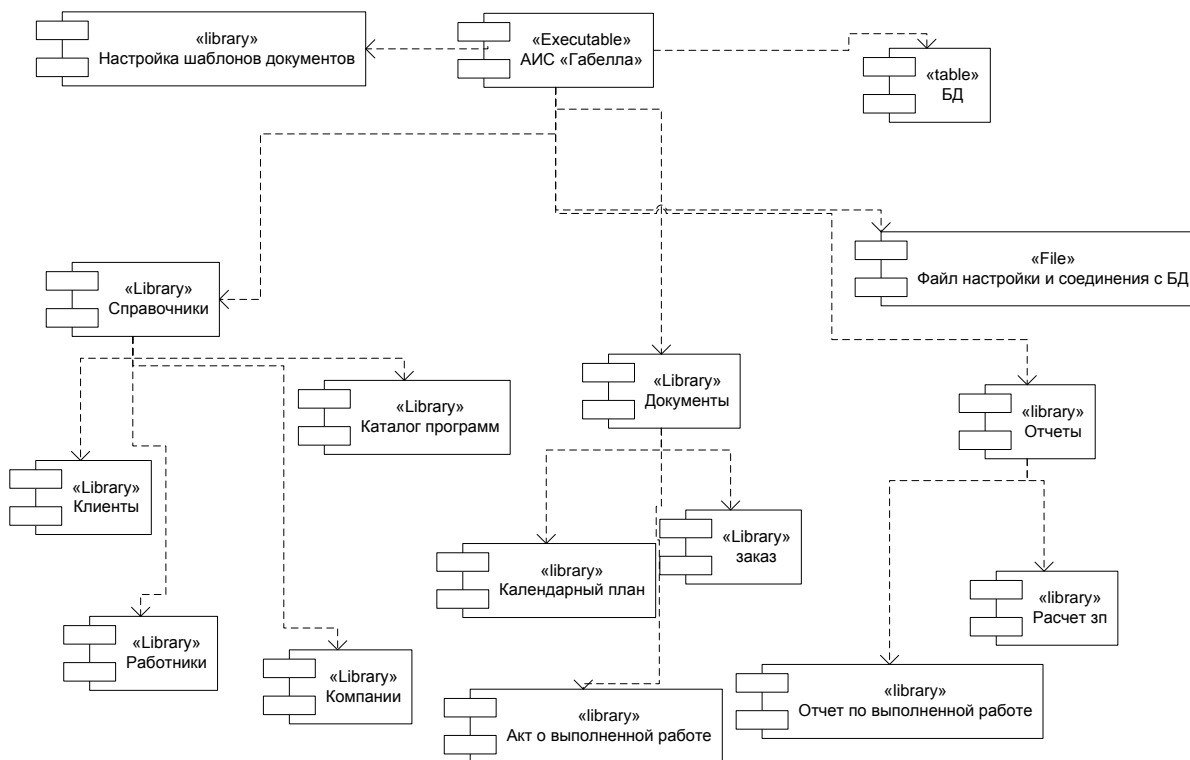 «library»
Настройка шаблонов документов
«Executable»
АИС «Габелла»
«table»
БД
«File»
Файл настройки и соединения с БД
«Library»
Справочники
«Library»
Документы
«Library»
Каталог программ
«library»
Отчеты
«Library»
Клиенты
«Library»
заказ
«library»
Календарный план
«library»
Расчет зп
«Library»
Работники
«Library»
Компании
«library»
Отчет по выполненной работе
«library»
Акт о выполненной работе